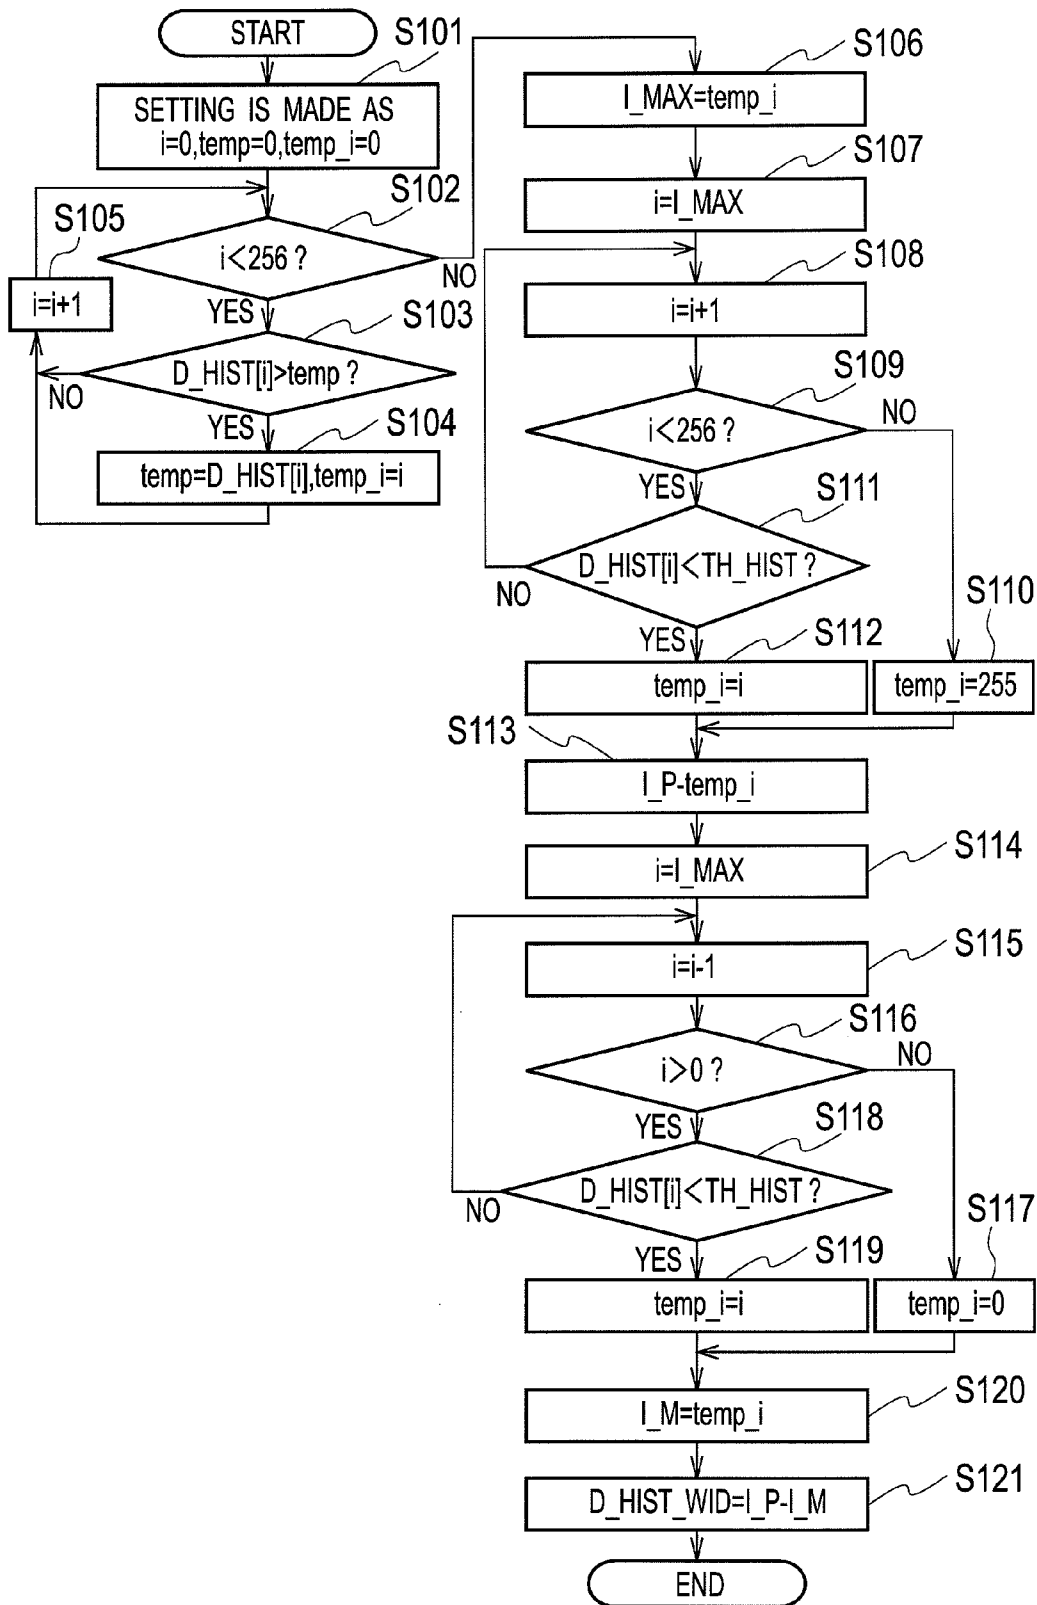 START
S101
SETTING IS MADE AS
i=0,temp=0,temp_i=0
S102
i<256 ?
NO
YES
S105
i=i+1
S103
D_HIST[i]>temp ?
NO
YES
S104
temp=D_HIST[i],temp_i=i
S106
I_MAX=temp_i
S107
i=I_MAX
S108
i=i+1
S109
i<256 ?
NO
YES
S111
D_HIST[i]<TH_HIST ?
NO
YES
S110
temp_i=255
S112
temp_i=i
S113
I_P-temp_i
S114
i=I_MAX
S115
i=i-1
S116
i>0 ?
NO
YES
S118
D_HIST[i]<TH_HIST ?
NO
YES
S117
temp_i=0
S119
temp_i=i
S120
I_M=temp_i
S121
D_HIST_WID=I_P-I_M
END